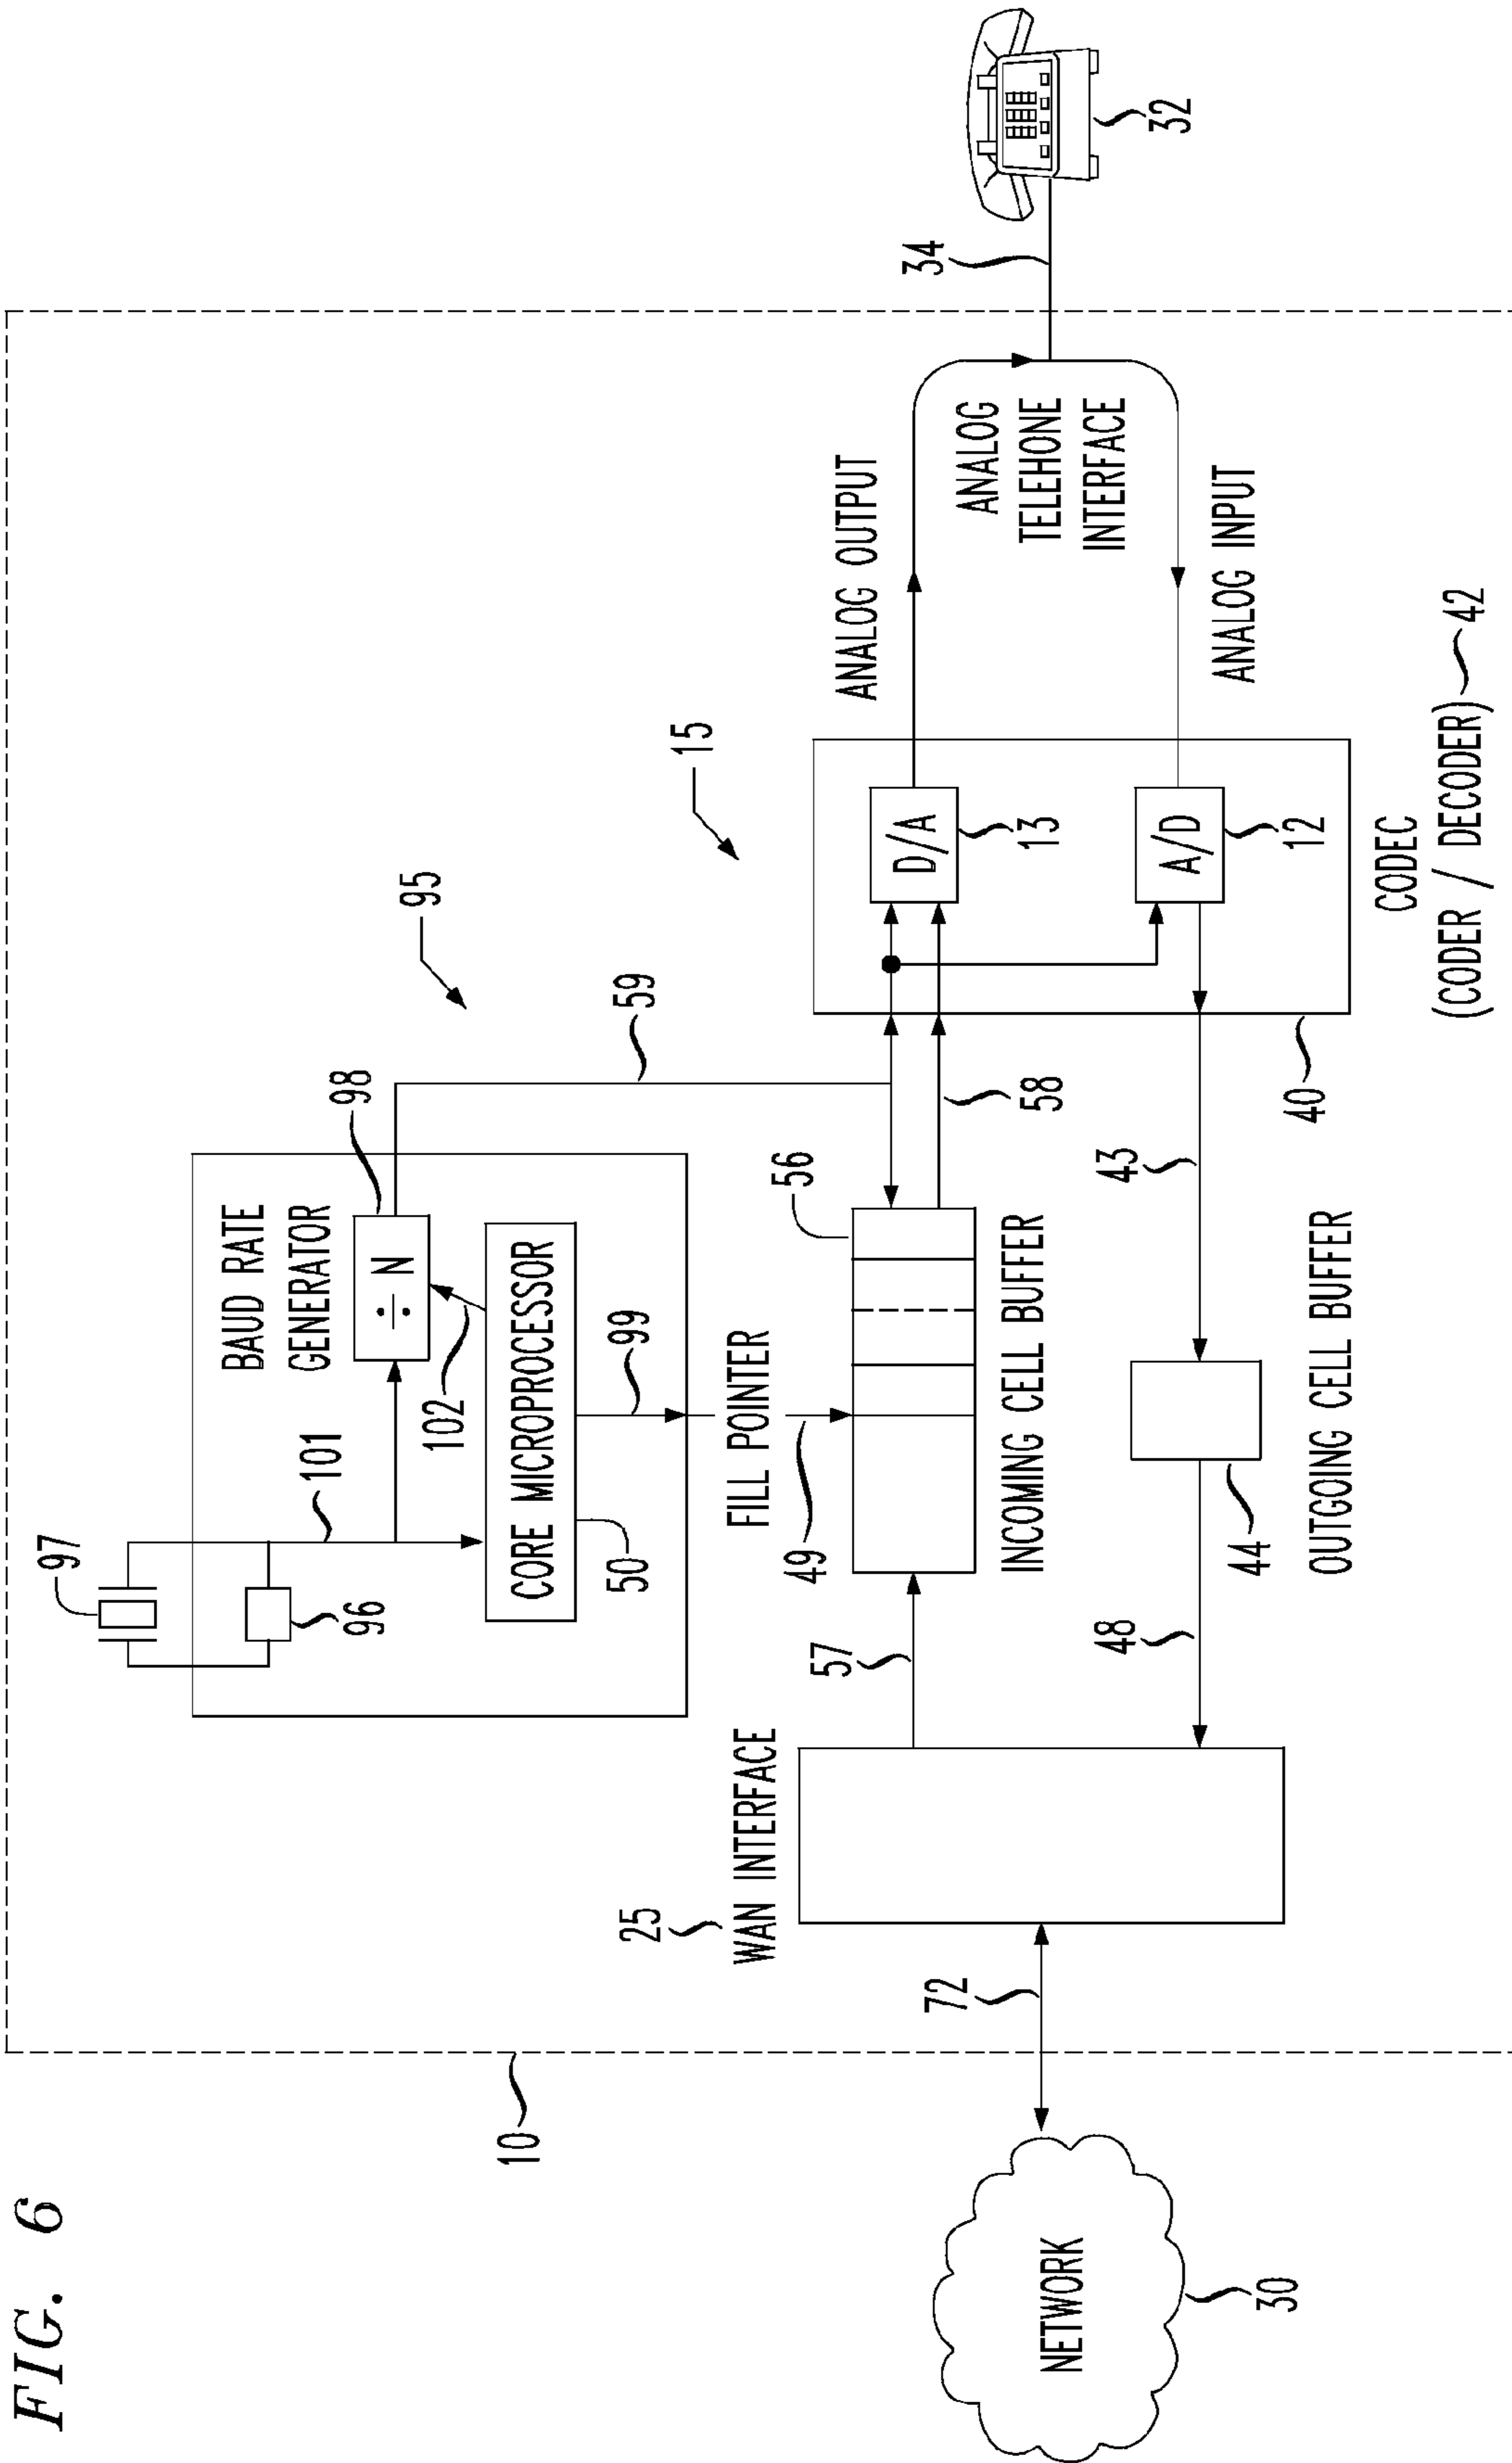 FIG. 6
10
97
101
96
BAUD RATE
GENERATOR
98
÷ N
102
CORE MICROPROCESSOR
50
99
95
59
15
FILL POINTER
49
56
INCOMING CELL BUFFER
58
57
25
WAN INTERFACE
72
NETWORK
30
48
44
OUTGOING CELL BUFFER
43
40
D/A
13
A/D
12
CODEC
(CODER / DECODER) 42
ANALOG OUTPUT
ANALOG
TELEHONE
INTERFACE
ANALOG INPUT
34
32